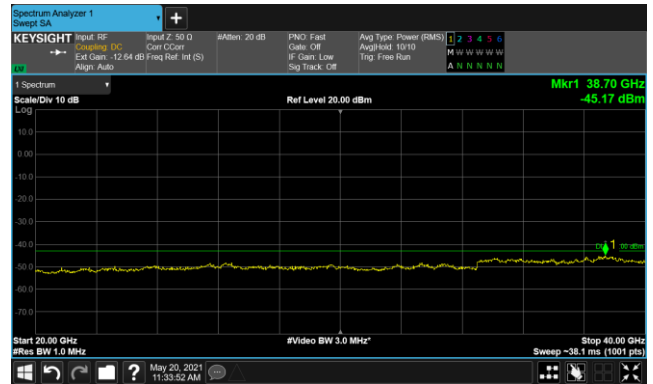 Spectrum Analyzer 1
Swept SA
+
KEYSIGHT Input: RF Input Z: 50 Ω #Atten: 20 dB PNO: Fast Avg Type: Power (RMS) 1 2 3 4 5 6
Coupling: DC Corr CCorr Gate: Off Avg|Hold: 10/10 M W W W W W
Ext Gain: -12.64 dB Freq Ref: Int (S) IF Gain: Low Trig: Free Run
Align: Auto Sig Track: Off A N N N N N
1 Spectrum
Mkr1 38.70 GHz
Scale/Div 10 dB Ref Level 20.00 dBm -45.17 dBm
Log
10.0
0.00
-10.0
-20.0
-30.0
-40.0
1
-50.0
-60.0
-70.0
Start 20.00 GHz #Video BW 3.0 MHz* Stop 40.00 GHz
#Res BW 1.0 MHz Sweep ~38.1 ms (1001 pts)
? May 20, 2021
11:33:52 AM